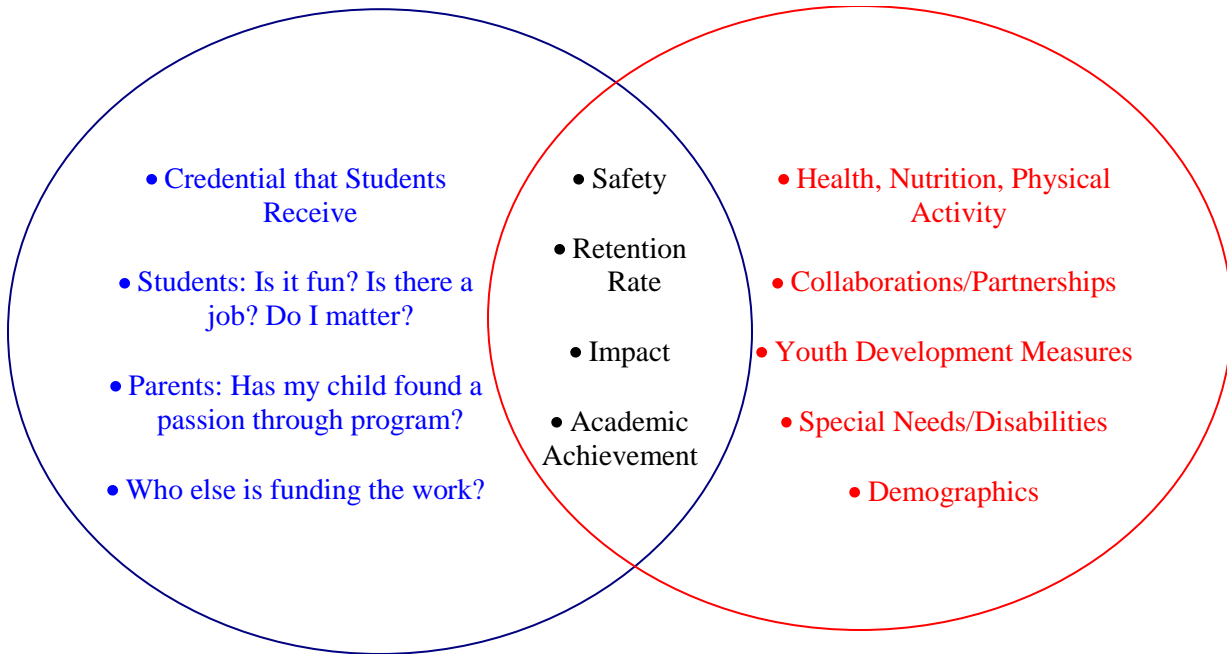 • Credential that Students
Receive
• Students: Is it fun? Is there a
job? Do I matter?
• Parents: Has my child found a
passion through program?
• Who else is funding the work?
• Safety
• Retention
Rate
• Impact
• Academic
Achievement
• Health, Nutrition, Physical
Activity
• Collaborations/Partnerships
• Youth Development Measures
• Special Needs/Disabilities
• Demographics